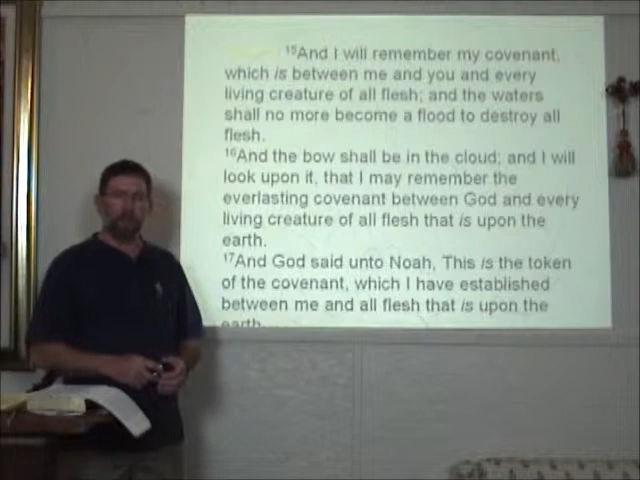 15And I will remember my covenant,
which is between me and you and every
living creature of all flesh; and the waters
shall no more become a flood to destroy all
flesh.
16And the bow shall be in the cloud; and I will
look upon it, that I may remember the
everlasting covenant between God and every
living creature of all flesh that is upon the
earth.
17And God said unto Noah, This is the token
of the covenant, which I have established
between me and all flesh that is upon the
earth